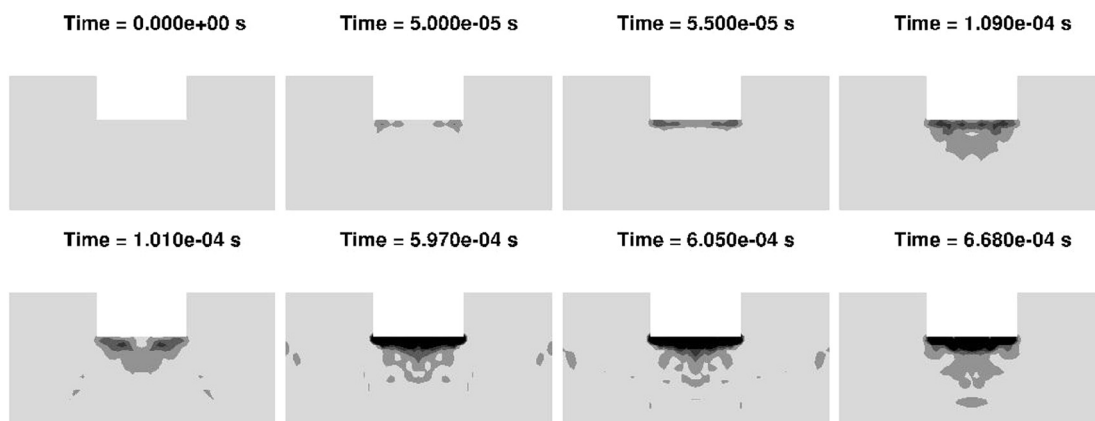 Time = 0.000e+00 s
Time = 5.000e-05 s
Time = 5.500e-05 s
Time = 1.090e-04 s
Time = 1.010e-04 s
Time = 5.970e-04 s
Time = 6.050e-04 s
Time = 6.680e-04 s